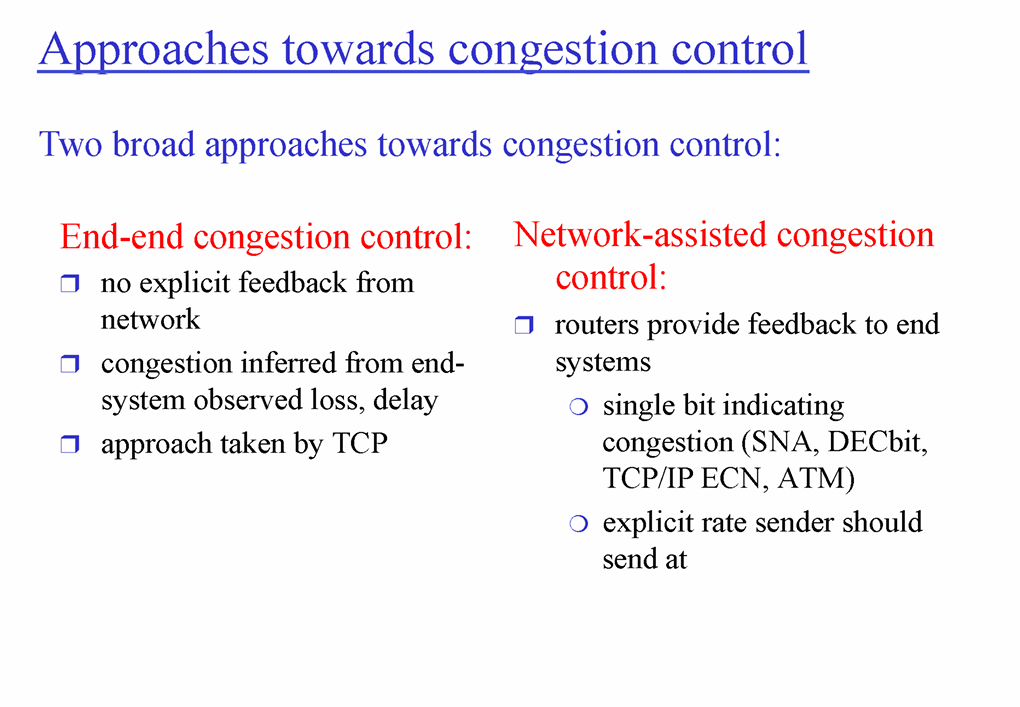 Approaches towards congestion control
Two broad approaches towards congestion control:
End-end congestion control:
no explicit feedback from
network
congestion inferred from end-
system observed loss, delay
approach taken by TCP
Network-assisted congestion
control:
routers provide feedback to end
systems
single bit indicating
congestion (SNA, DECbit,
TCP/IP ECN, ATM)
explicit rate sender should
send at